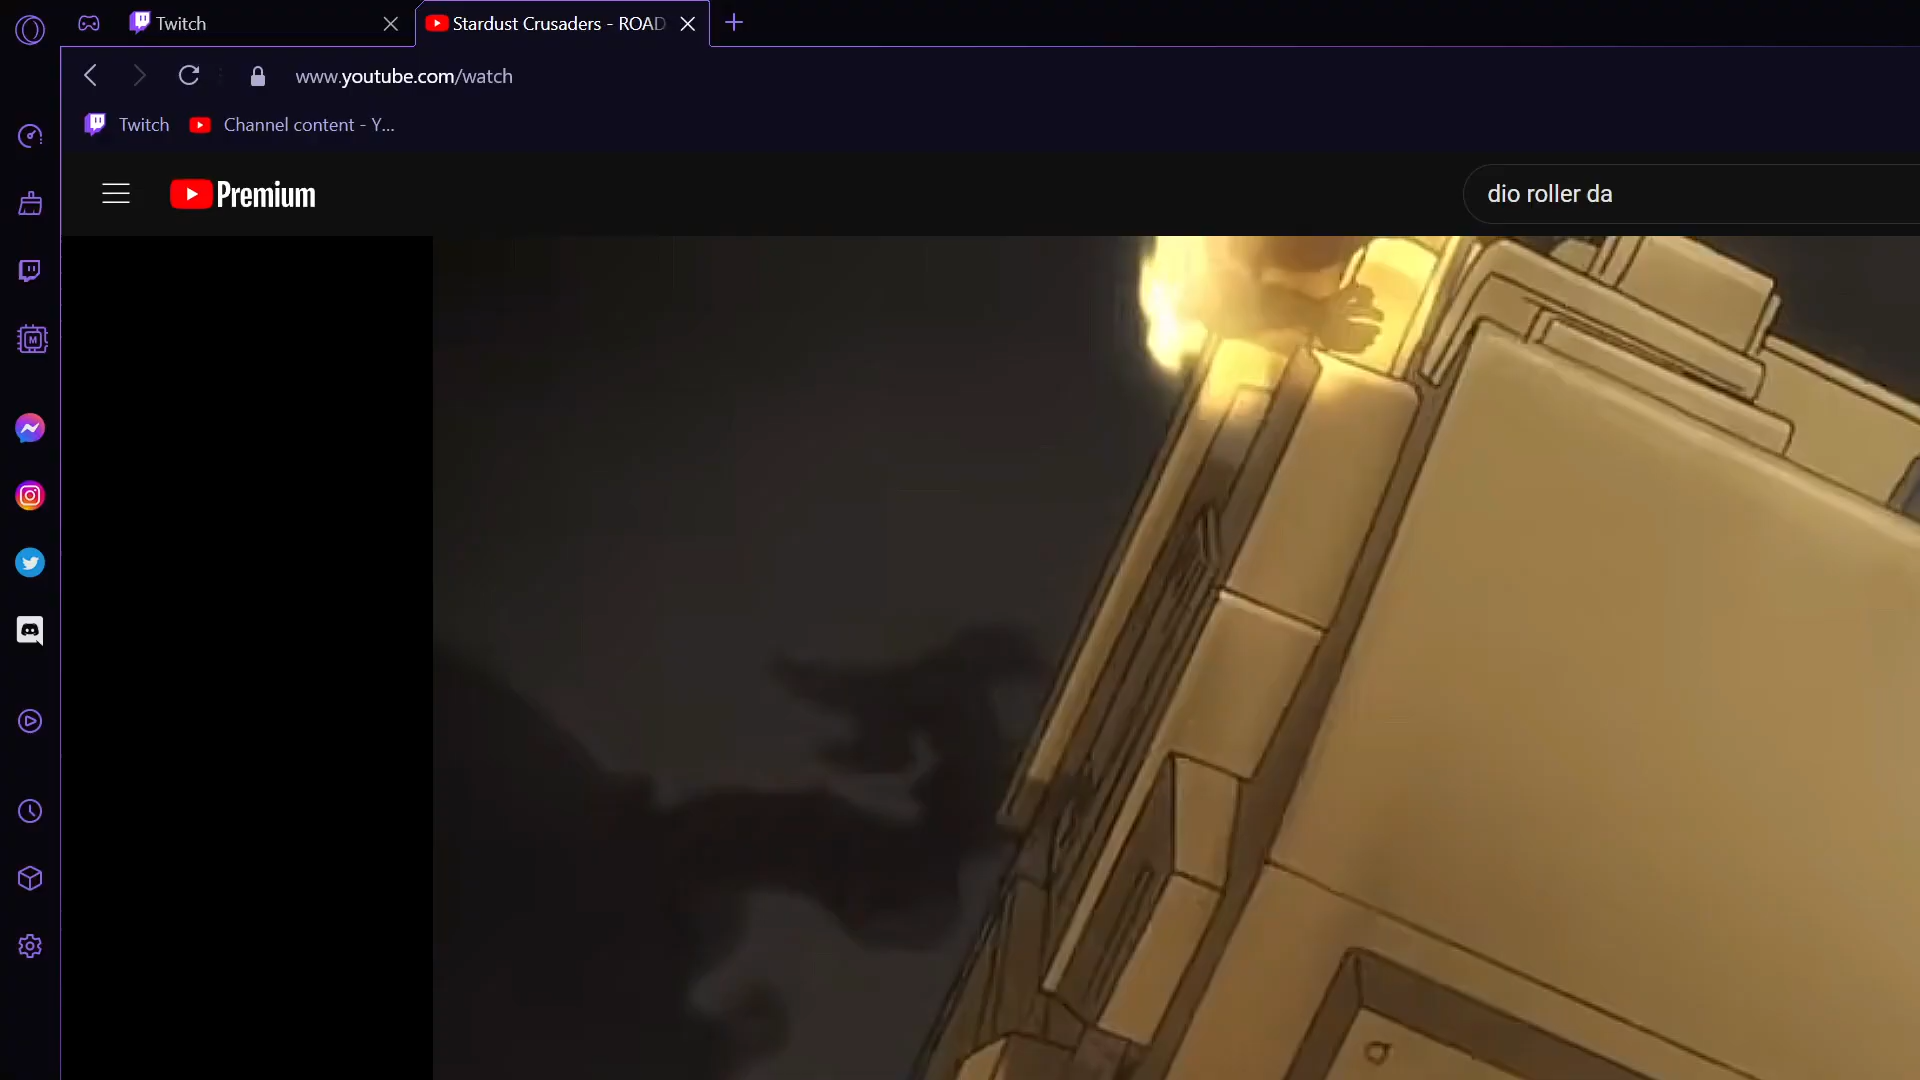 Twitch
Stardust Crusaders - ROAD
www.youtube.com/watch
Twitch
Channel content - Y...
Premium
dio roller da
M